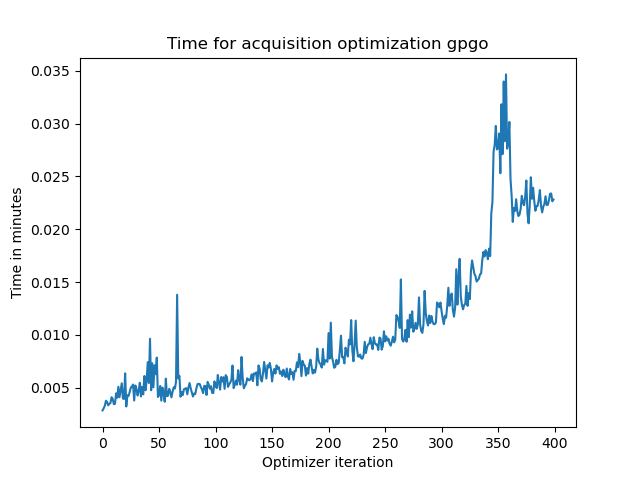 Time for acquisition optimization gpgo
0.035
0.030
0.025
0.020
0.015
0.010
0.005
Time in minutes
0 50 100 150 200 250 300 350 400
Optimizer iteration